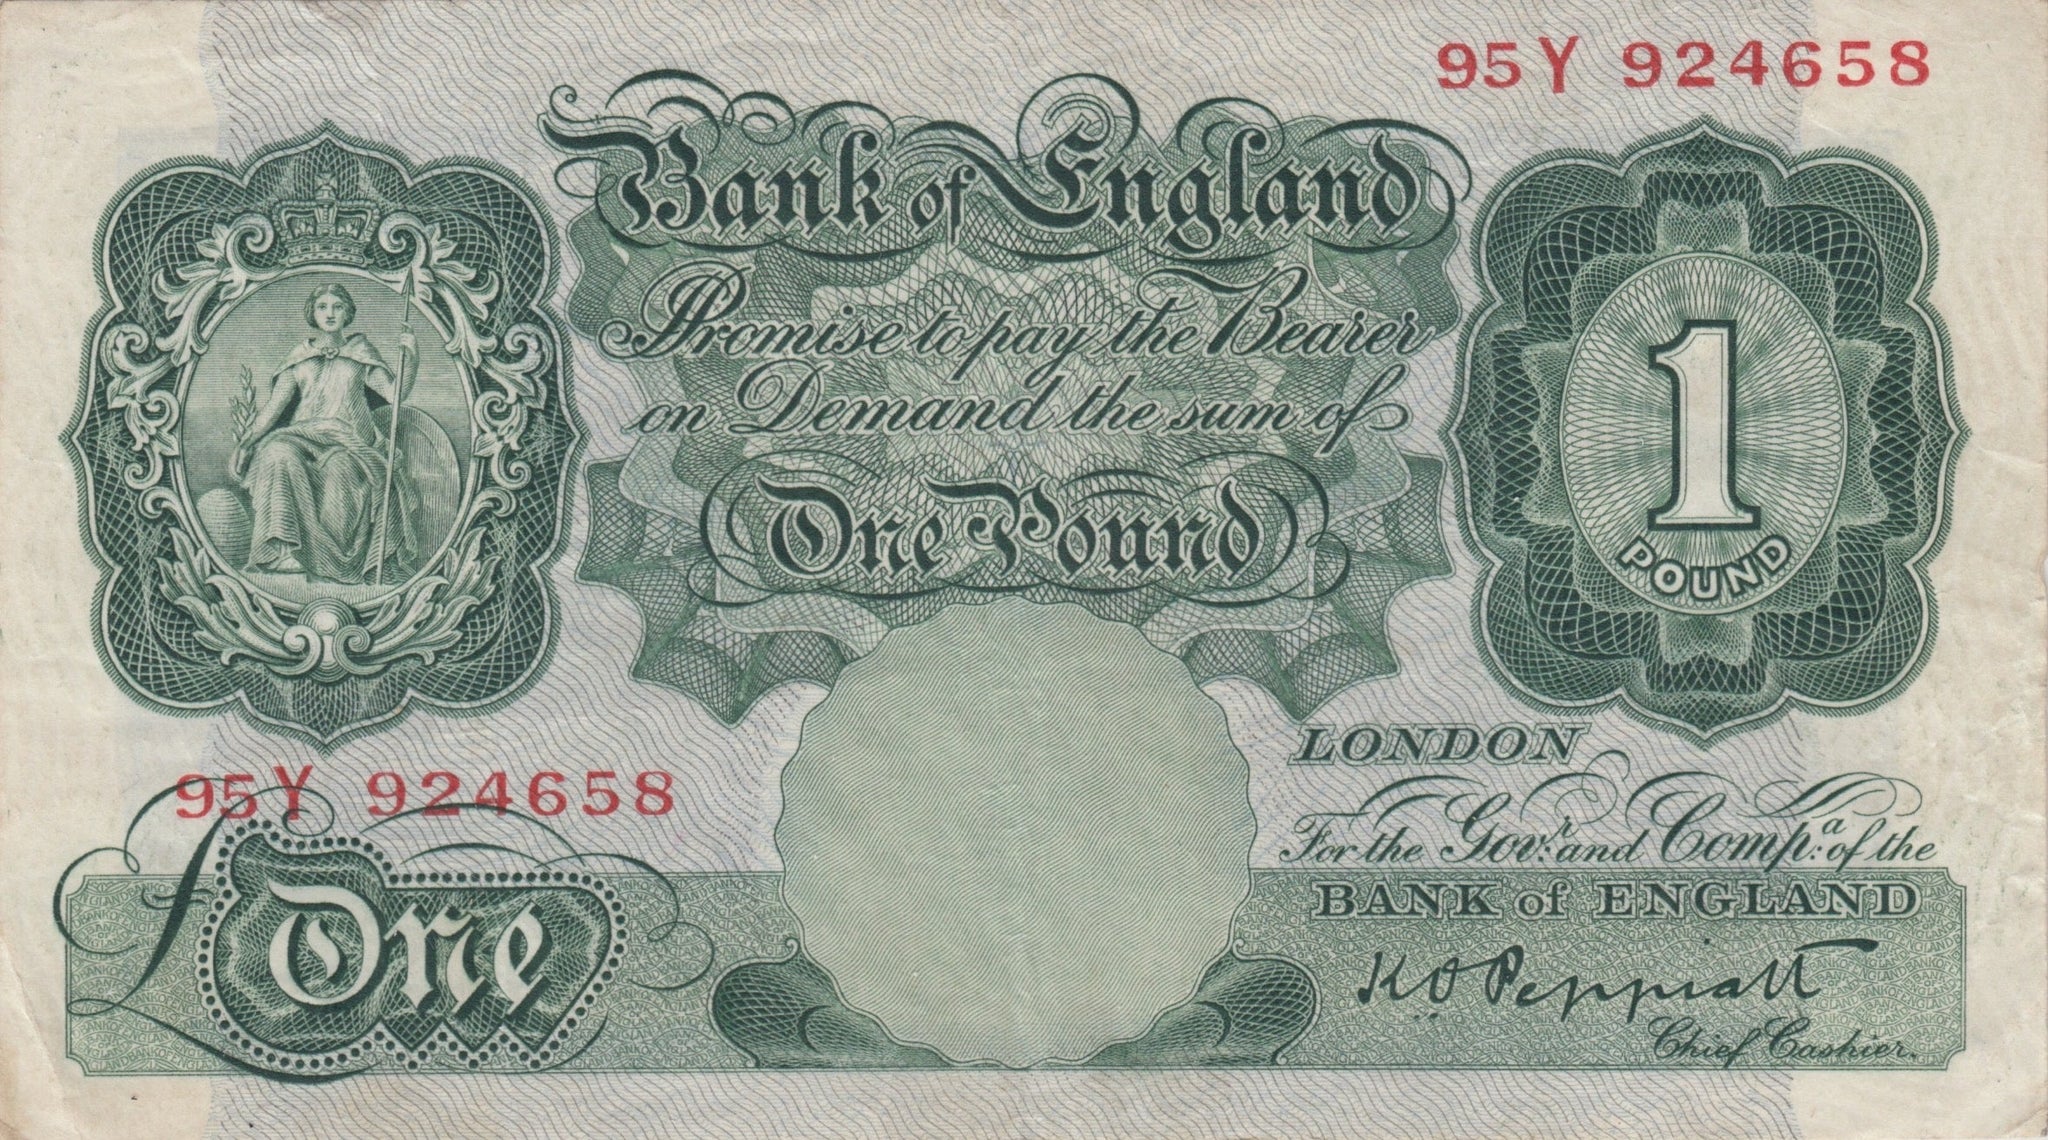 95Y 924658
Bank of England
Promise to pay the Bearer
on Demand the sum of
One Pound
1
POUND
LONDON
95Y 924658
For the Govr. and Compa. of the
BANK of ENGLAND
£One
K O Peppiatt
Chief Cashier.